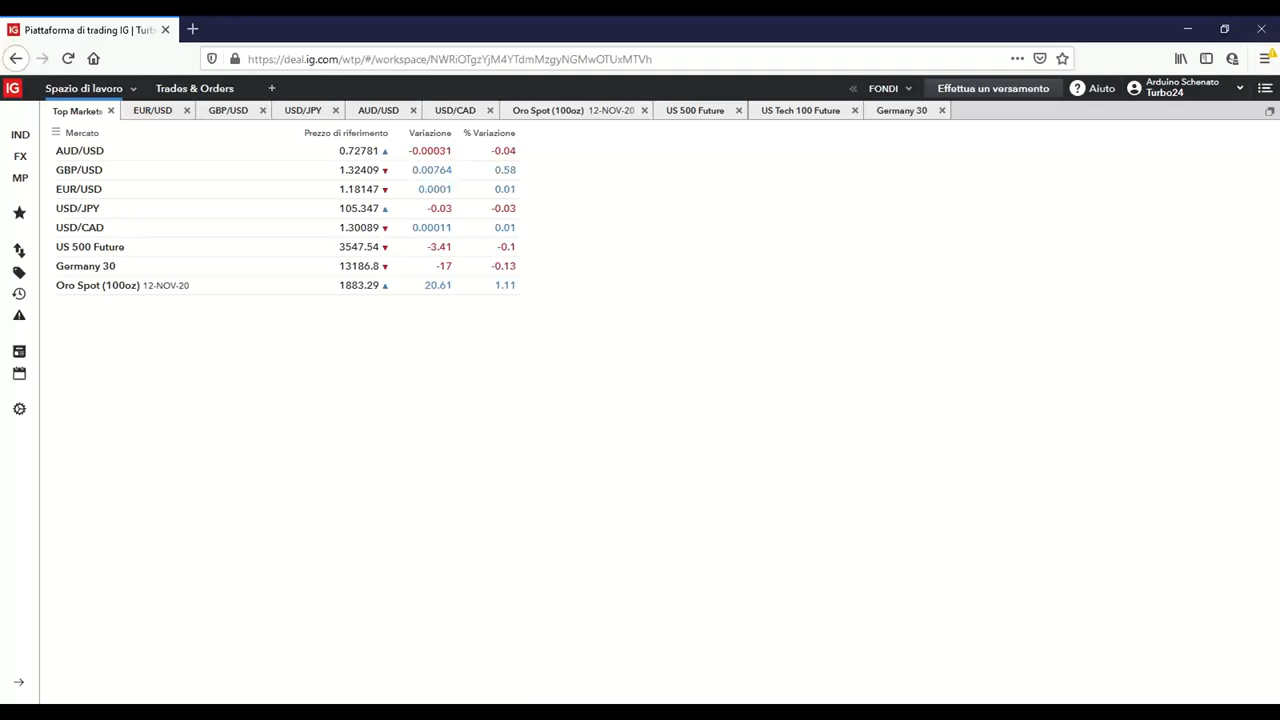 IG Piattaforma di trading IG | Turb
https://deal.ig.com/wtp/#/workspace/NWRiOTgzYjM4YTdmMzgyNGMwOTUxMTVh
IG Spazio di lavoro Trades & Orders + FONDI Effettua un versamento ? Aiuto Arduino Schenato
Turbo24
Top Markets EUR/USD GBP/USD USD/JPY AUD/USD USD/CAD Oro Spot (100oz) 12-NOV-20 US 500 Future US Tech 100 Future Germany 30
IND
FX
MP
Mercato Prezzo di riferimento Variazione % Variazione
AUD/USD 0.72781 -0.00031 -0.04
GBP/USD 1.32409 0.00764 0.58
EUR/USD 1.18147 0.0001 0.01
USD/JPY 105.347 -0.03 -0.03
USD/CAD 1.30089 0.00011 0.01
US 500 Future 3547.54 -3.41 -0.1
Germany 30 13186.8 -17 -0.13
Oro Spot (100oz) 12-NOV-20 1883.29 20.61 1.11